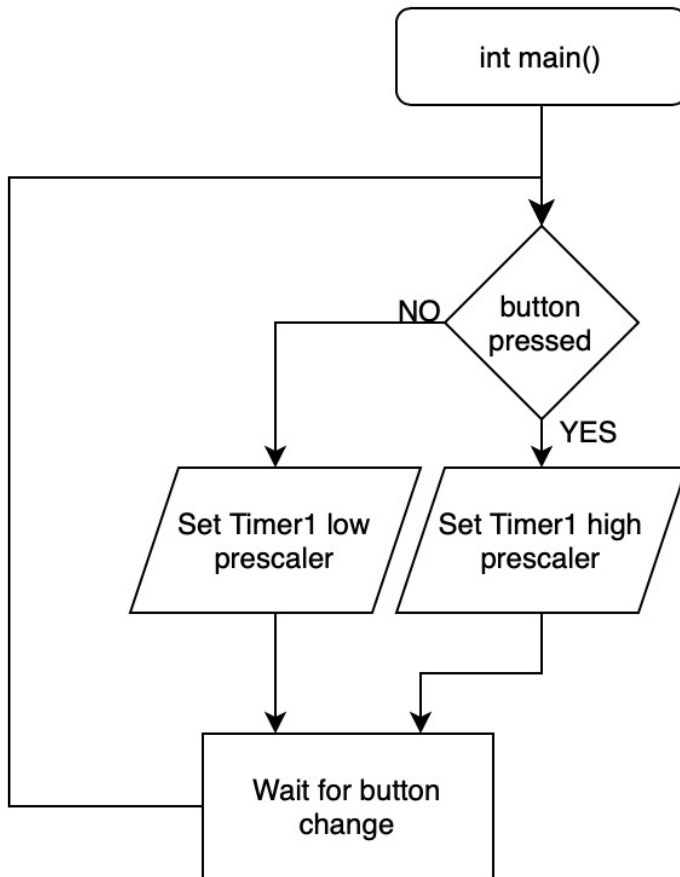 int main()
NO
button
pressed
YES
Set Timer1 low
prescaler
Set Timer1 high
prescaler
Wait for button
change